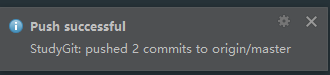 Push successful
StudyGit: pushed 2 commits to origin/master